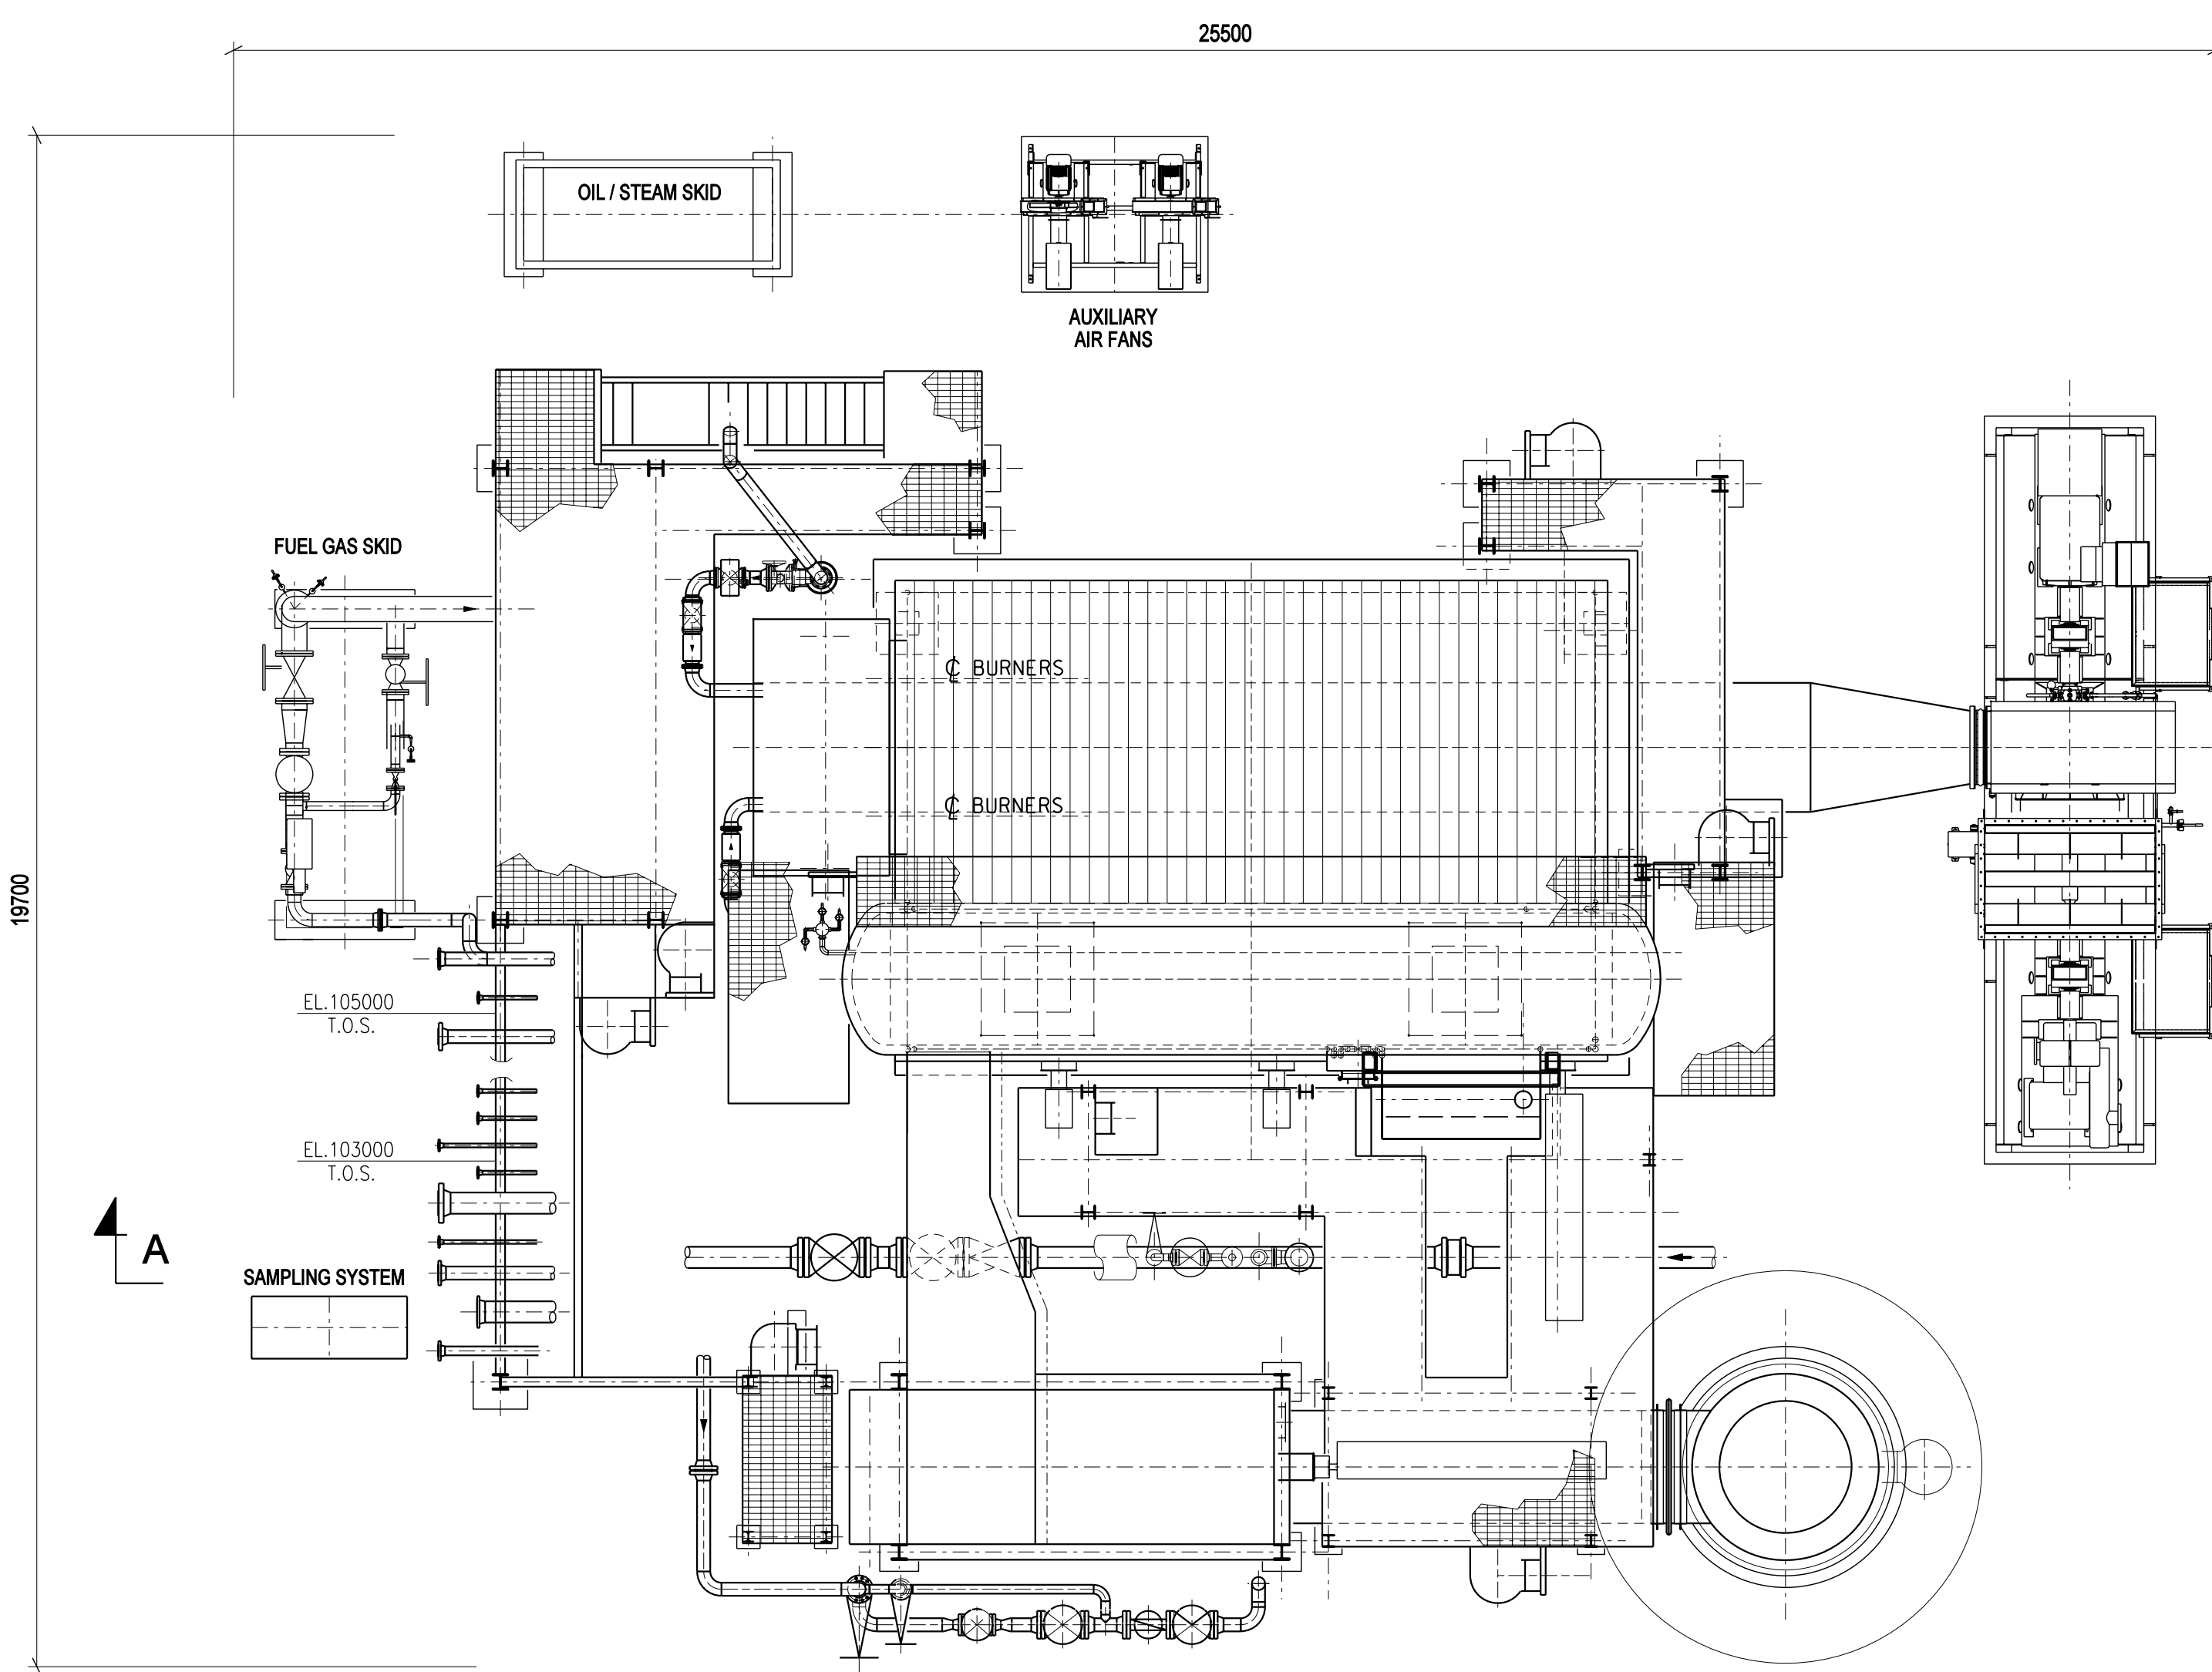 25500
OIL / STEAM SKID
AUXILIARY
AIR FANS
FUEL GAS SKID
℄ BURNERS
℄ BURNERS
19700
EL.105000
T.O.S.
EL.103000
T.O.S.
A
SAMPLING SYSTEM